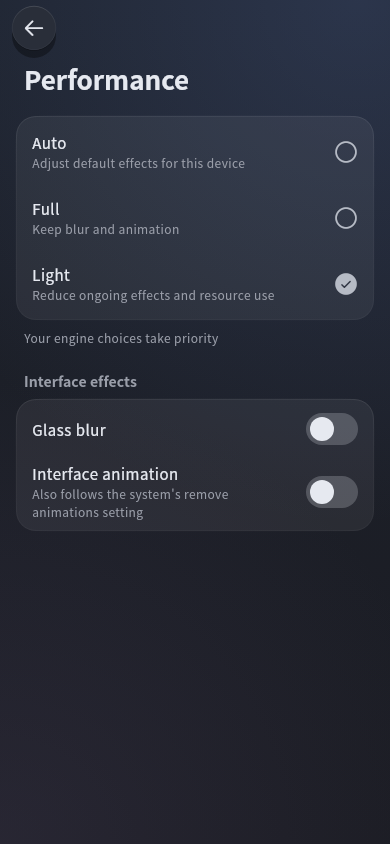 Performance
Auto
Adjust default effects for this device
Full
Keep blur and animation
Light
Reduce ongoing effects and resource use
Your engine choices take priority
Interface effects
Glass blur
Interface animation
Also follows the system's remove
animations setting